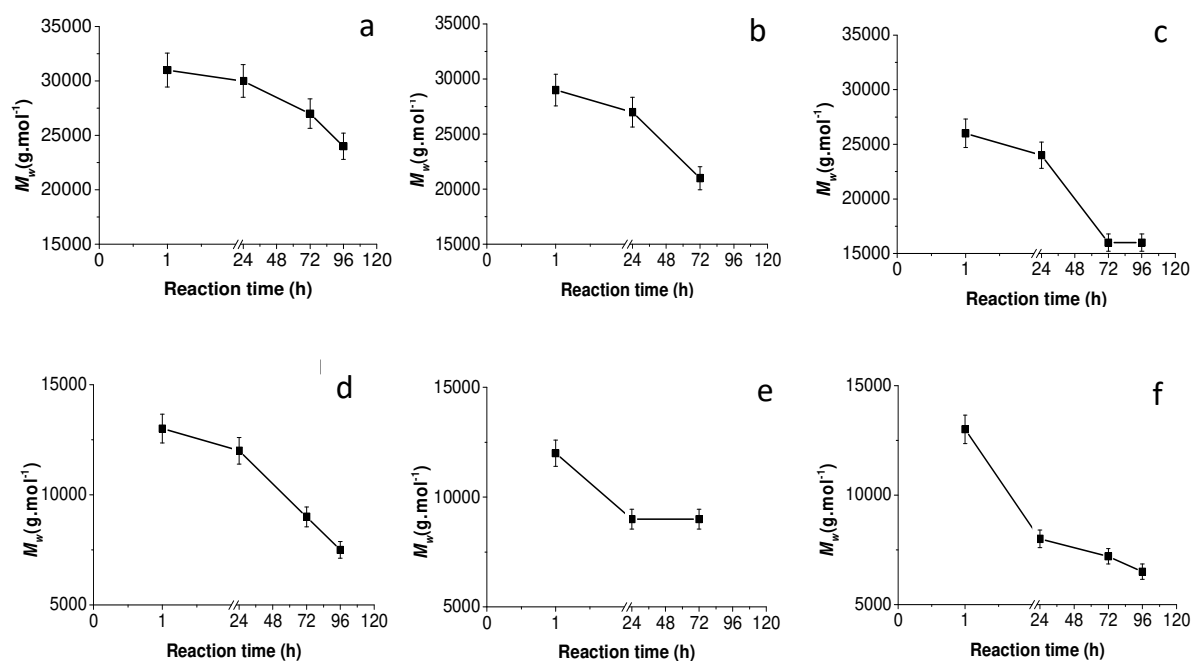 a
35000
30000
25000
20000
15000
Mw(g.mol-1)
0 1 24 48 72 96 120
Reaction time (h)
b
35000
30000
25000
20000
15000
Mw(g.mol-1)
0 1 24 48 72 96 120
Reaction time (h)
c
35000
30000
25000
20000
15000
Mw(g.mol-1)
0 1 24 48 72 96 120
Reaction time (h)
d
15000
10000
5000
Mw(g.mol-1)
0 1 24 48 72 96 120
Reaction time (h)
e
15000
10000
5000
Mw(g.mol-1)
0 1 24 48 72 96 120
Reaction time (h)
f
15000
10000
5000
Mw(g.mol-1)
0 1 24 48 72 96 120
Reaction time (h)